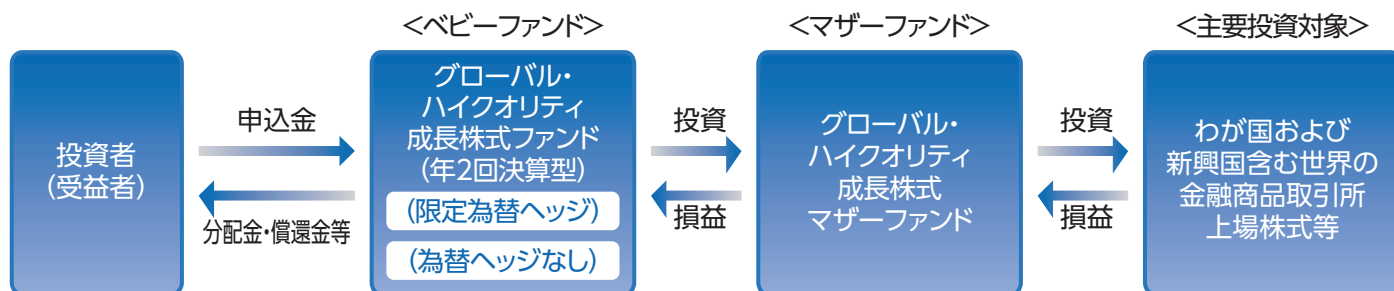 <ベビーファンド>
<マザーファンド>
<主要投資対象>
投資者
(受益者)
申込金
分配金・償還金等
グローバル・
ハイクオリティ
成長株式ファンド
(年2回決算型)
(限定為替ヘッジ)
(為替ヘッジなし)
投資
損益
グローバル・
ハイクオリティ
成長株式
マザーファンド
投資
損益
わが国および
新興国含む世界の
金融商品取引所
上場株式等